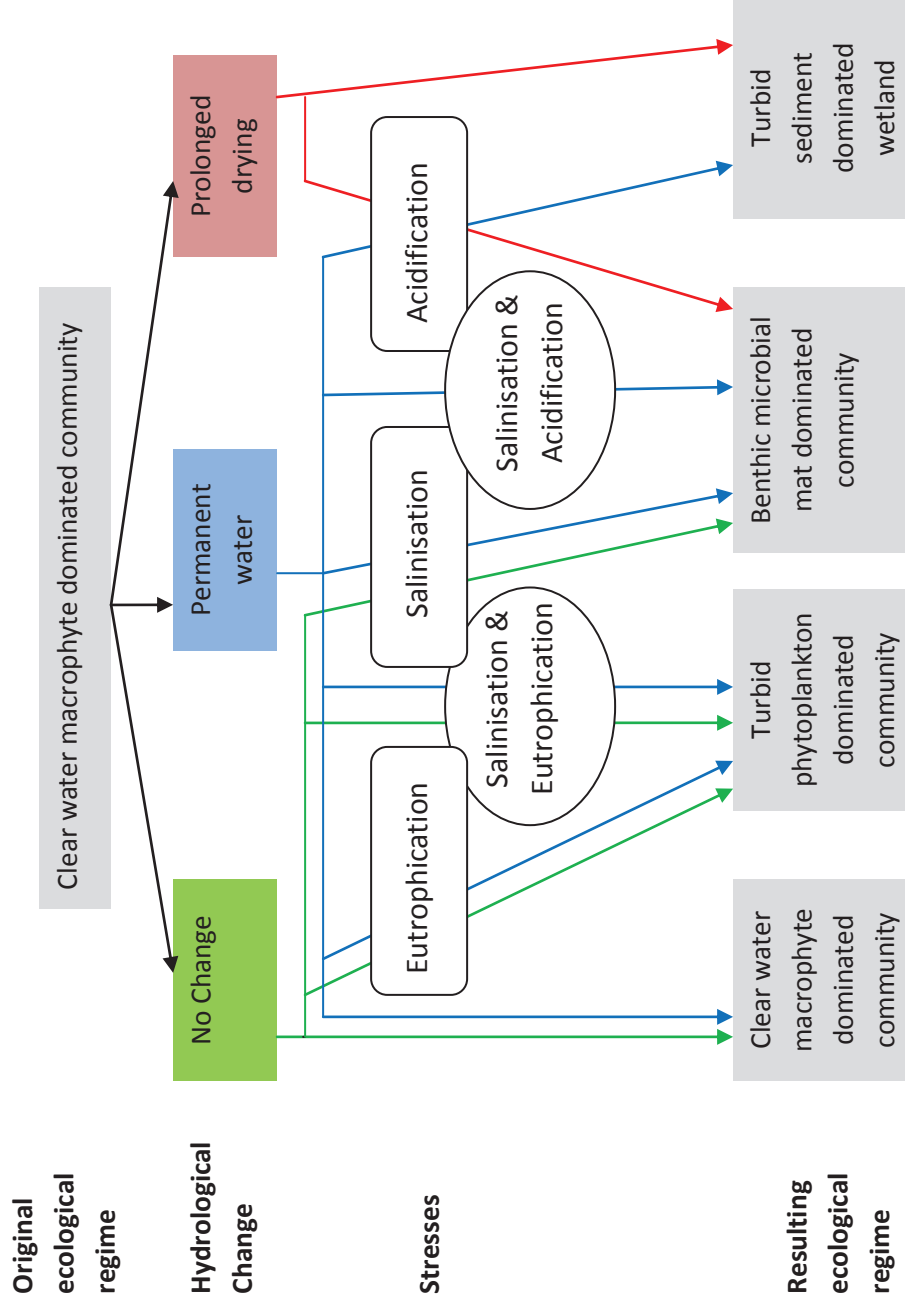 Original
ecological
regime
Clear water macrophyte dominated community
Hydrological
Change
No Change
Permanent
water
Prolonged
drying
Stresses
Eutrophication
Salinisation &
Eutrophication
Salinisation
Salinisation &
Acidification
Acidification
Resulting
ecological
regime
Clear water
macrophyte
dominated
community
Turbid
phytoplankton
dominated
community
Benthic microbial
mat dominated
community
Turbid
sediment
dominated
wetland